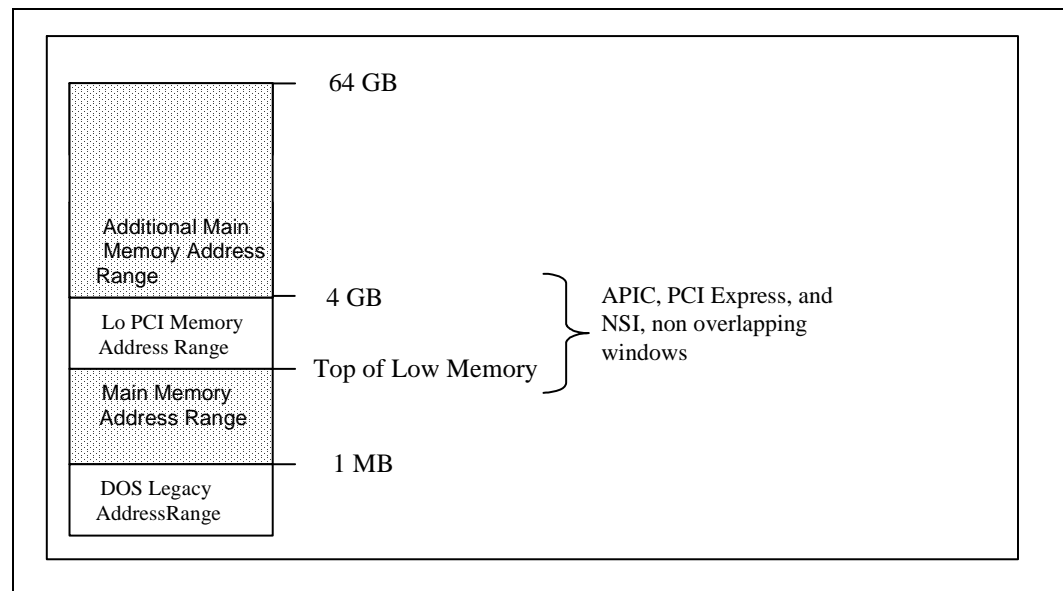 64 GB
Additional Main
Memory Address
Range
4 GB
Lo PCI Memory
Address Range
APIC, PCI Express, and
NSI, non overlapping
windows
Top of Low Memory
Main Memory
Address Range
1 MB
DOS Legacy
AddressRange